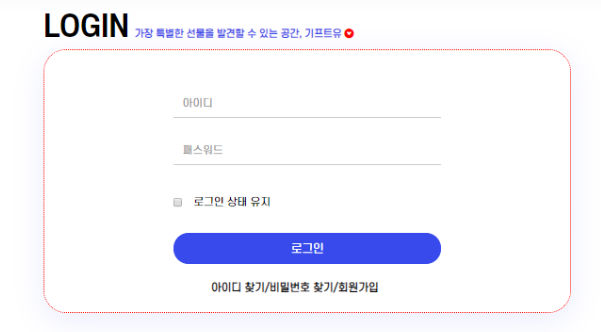 LOGIN 가장 특별한 선물을 발견할 수 있는 공간, 기프트유
아이디
패스워드
로그인 상태 유지
로그인
아이디 찾기/비밀번호 찾기/회원가입